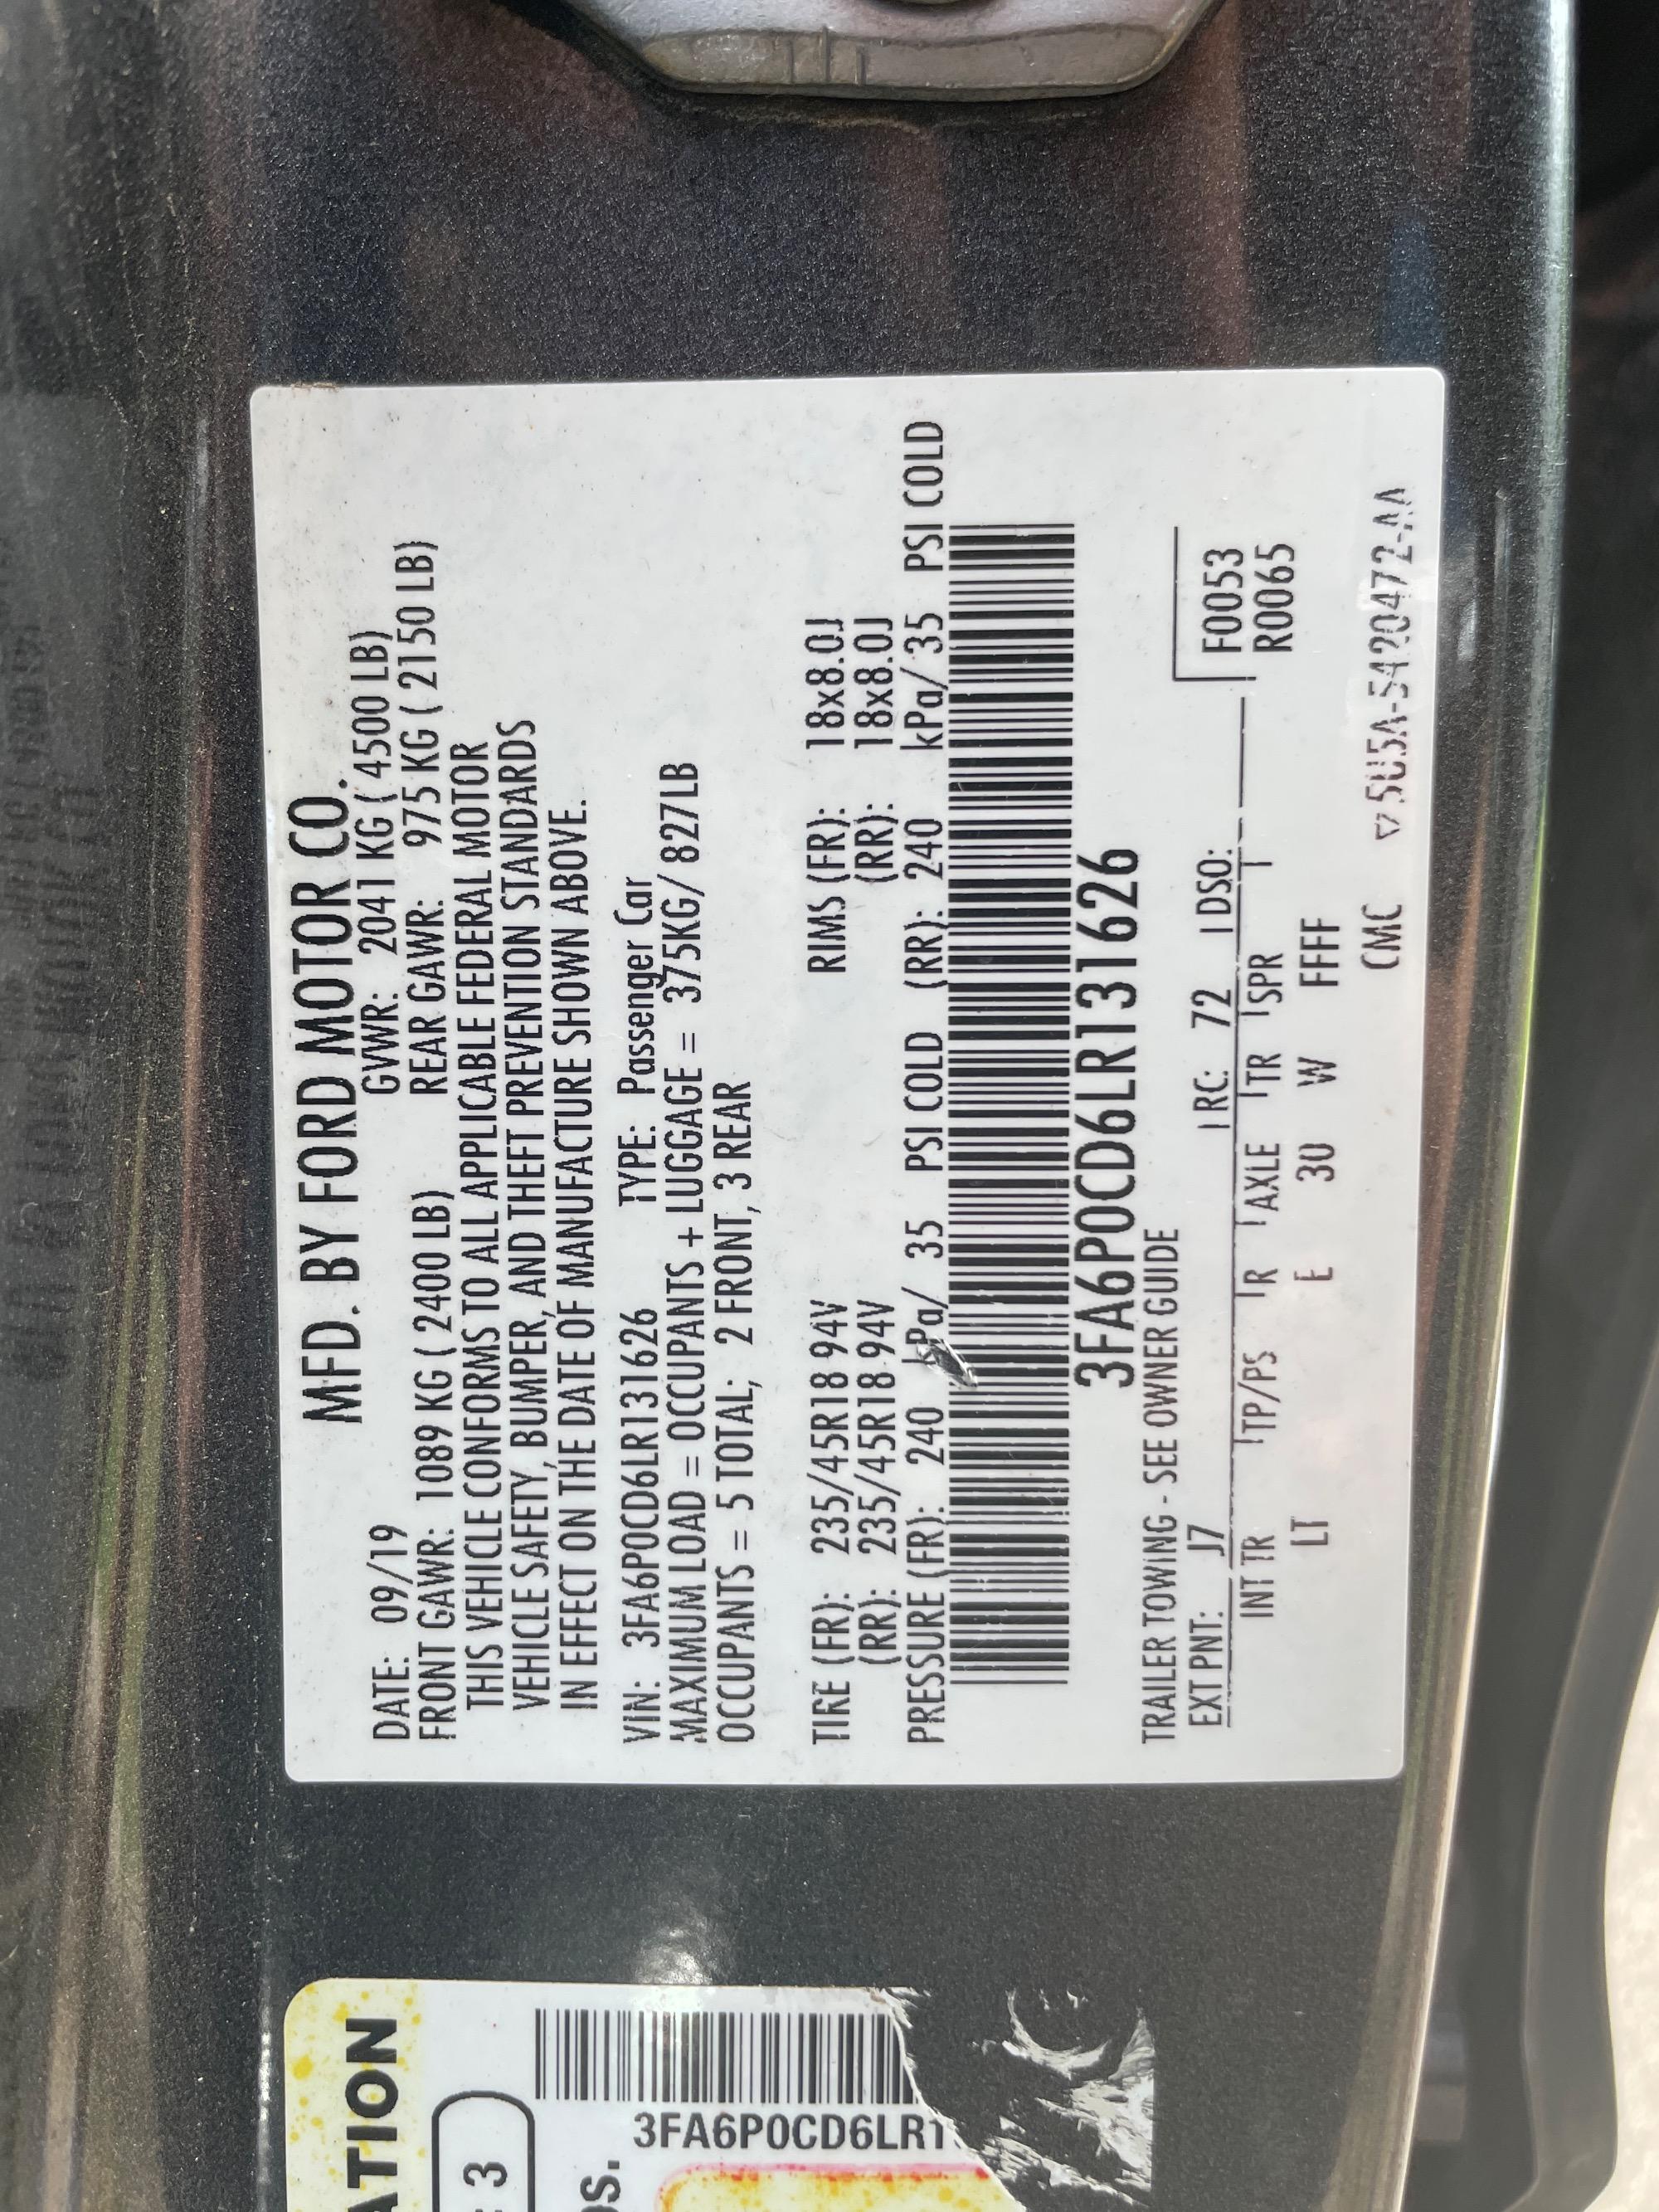 MFD. BY FORD MOTOR CO.
DATE: 09/19 GVWR: 2041 KG ( 4500 LB)
FRONT GAWR: 1089 KG ( 2400 LB) REAR GAWR: 975 KG ( 2150 LB)
THIS VEHICLE CONFORMS TO ALL APPLICABLE FEDERAL MOTOR
VEHICLE SAFETY, BUMPER, AND THEFT PREVENTION STANDARDS
IN EFFECT ON THE DATE OF MANUFACTURE SHOWN ABOVE.
VIN: 3FA6P0CD6LR131626 TYPE: Passenger Car
MAXIMUM LOAD = OCCUPANTS + LUGGAGE = 375KG/ 827LB
OCCUPANTS = 5 TOTAL; 2 FRONT, 3 REAR
TIRE (FR): 235/45R18 94V RIMS (FR): 18x8.0J
(RR): 235/45R18 94V (RR): 18x8.0J
PRESSURE (FR): 240 kPa/ 35 PSI COLD (RR): 240 kPa/ 35 PSI COLD
3FA6P0CD6LR131626
TRAILER TOWING - SEE OWNER GUIDE
EXT PNT: J7 RC: 72 DSO:
F0053
INT TR TP/PS R AXLE TR SPR
R0065
LT E 3U W FFFF
CMC ▽5U5A-5420472-AA
ATION
3
3FA6P0CD6LR1